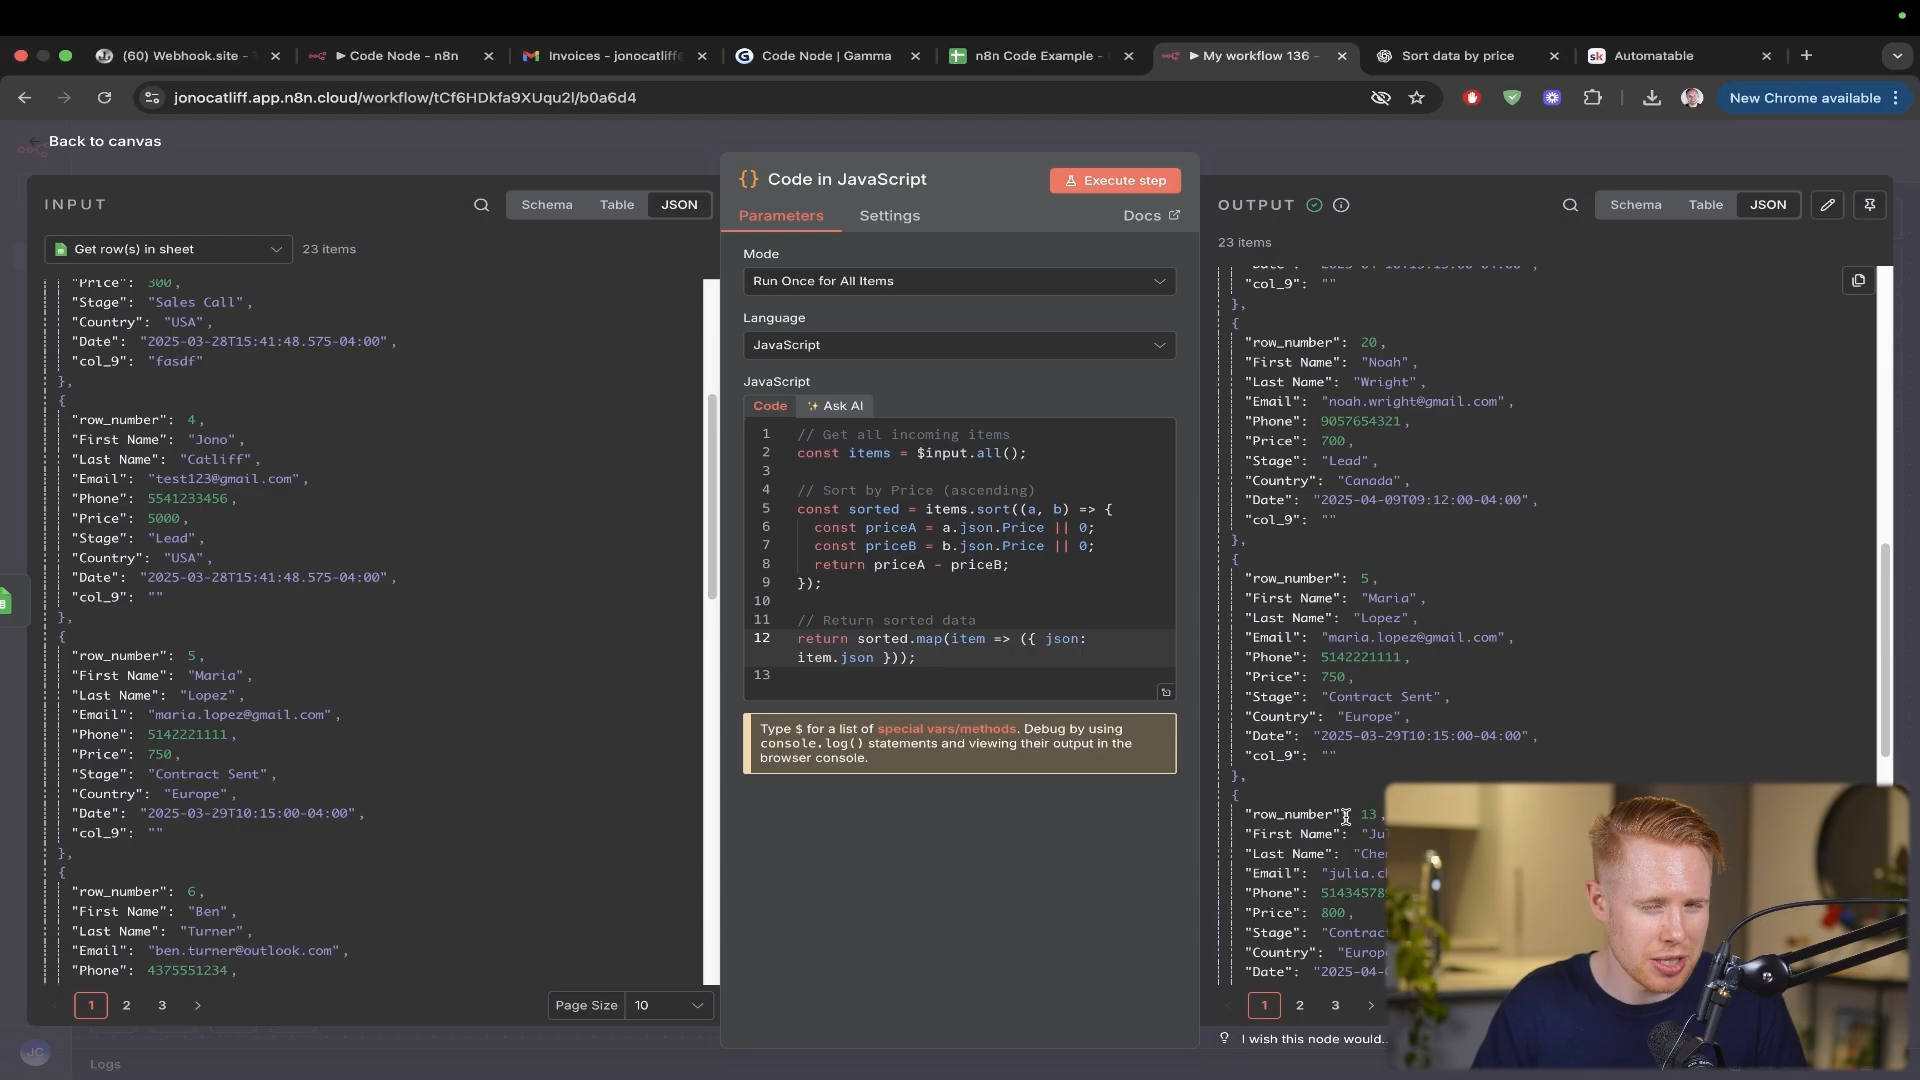 (60) Webhook.site -
▶ Code Node - n8n
Invoices - jonocatliff
Code Node | Gamma
n8n Code Example -
▶ My workflow 136 -
Sort data by price
sk
Automatable
jonocatliff.app.n8n.cloud/workflow/tCf6HDkfa9XUqu2l/b0a6d4
New Chrome available
Back to canvas
INPUT
Schema
Table
JSON
Get row(s) in sheet
23 items
"Price": 300,
"Stage": "Sales Call",
"Country": "USA",
"Date": "2025-03-28T15:41:48.575-04:00",
"col_9": "fasdf"
},
{
"row_number": 4,
"First Name": "Jono",
"Last Name": "Catliff",
"Email": "test123@gmail.com",
"Phone": 5541233456,
"Price": 5000,
"Stage": "Lead",
"Country": "USA",
"Date": "2025-03-28T15:41:48.575-04:00",
"col_9": ""
},
{
"row_number": 5,
"First Name": "Maria",
"Last Name": "Lopez",
"Email": "maria.lopez@gmail.com",
"Phone": 5142221111,
"Price": 750,
"Stage": "Contract Sent",
"Country": "Europe",
"Date": "2025-03-29T10:15:00-04:00",
"col_9": ""
},
{
"row_number": 6,
"First Name": "Ben",
"Last Name": "Turner",
"Email": "ben.turner@outlook.com",
"Phone": 4375551234,
1
2
3
Page Size
10
JC
Logs
{} Code in JavaScript
Execute step
Parameters
Settings
Docs
Mode
Run Once for All Items
Language
JavaScript
JavaScript
Code
Ask AI
1 // Get all incoming items
2 const items = $input.all();
3
4 // Sort by Price (ascending)
5 const sorted = items.sort((a, b) => {
6 const priceA = a.json.Price || 0;
7 const priceB = b.json.Price || 0;
8 return priceA - priceB;
9 });
10
11 // Return sorted data
12 return sorted.map(item => ({ json:
item.json }));
13
Type $ for a list of special vars/methods. Debug by using
console.log() statements and viewing their output in the
browser console.
OUTPUT
Schema
Table
JSON
23 items
"col_9": ""
},
{
"row_number": 20,
"First Name": "Noah",
"Last Name": "Wright",
"Email": "noah.wright@gmail.com",
"Phone": 9057654321,
"Price": 700,
"Stage": "Lead",
"Country": "Canada",
"Date": "2025-04-09T09:12:00-04:00",
"col_9": ""
},
{
"row_number": 5,
"First Name": "Maria",
"Last Name": "Lopez",
"Email": "maria.lopez@gmail.com",
"Phone": 5142221111,
"Price": 750,
"Stage": "Contract Sent",
"Country": "Europe",
"Date": "2025-03-29T10:15:00-04:00",
"col_9": ""
},
{
"row_number": 13,
"First Name": "Ju
"Last Name": "Che
"Email": "julia.c
"Phone": 51434578
"Price": 800,
"Stage": "Contrac
"Country": "Europ
"Date": "2025-04-
1
2
3
I wish this node would..